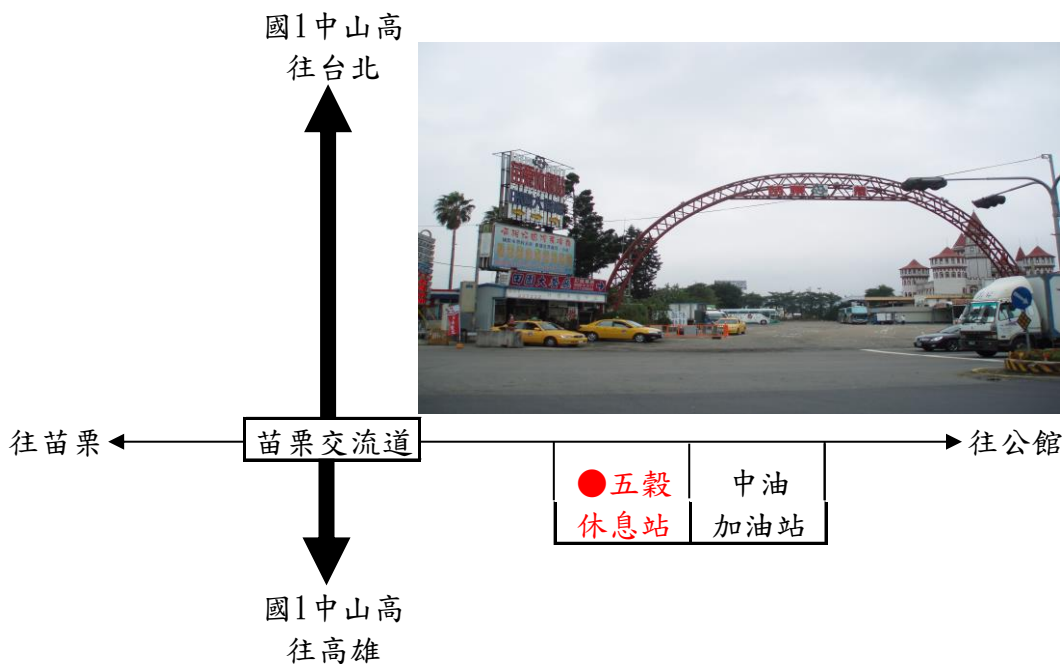 國1中山高
往台北
往苗栗
苗栗交流道
往公館
●五穀
休息站
中油
加油站
國1中山高
往高雄